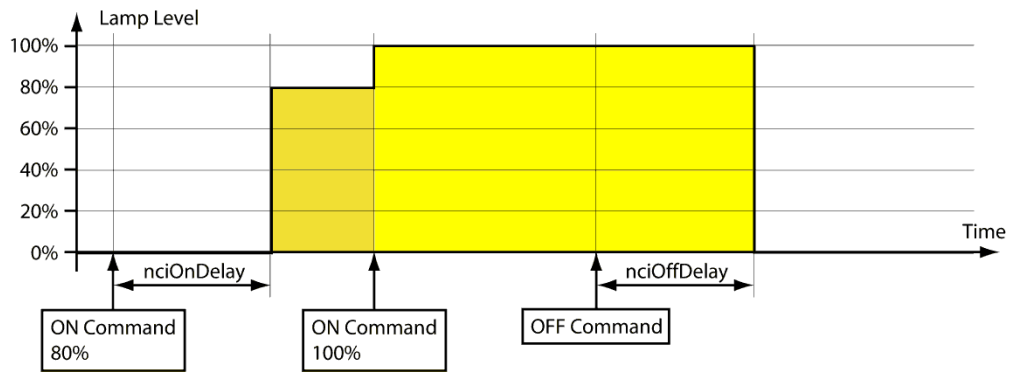 Lamp Level
100%
80%
60%
40%
20%
0%
Time
nciOnDelay
nciOffDelay
ON Command
80%
ON Command
100%
OFF Command